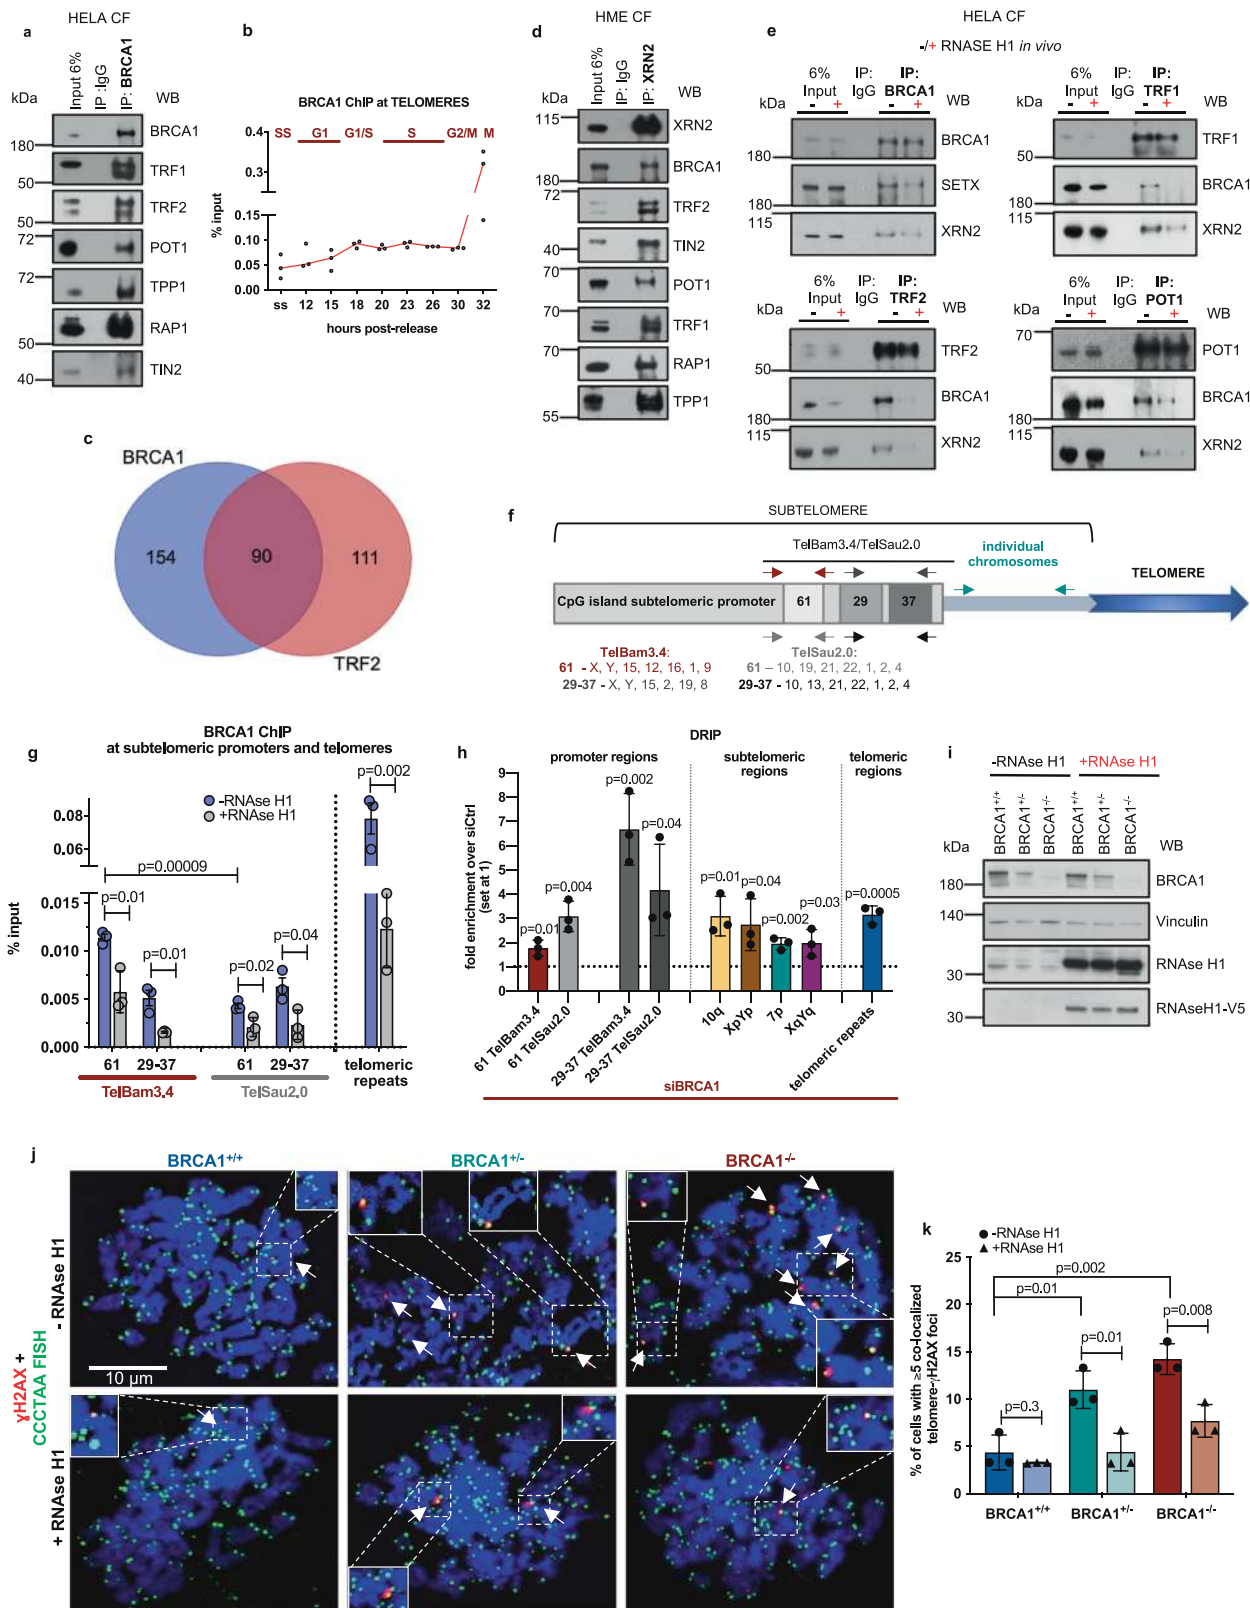 HELA CF
a
kDa
Input 6%
IP :IgG
IP: BRCA1
WB
180
50
50
72
72
50
40
BRCA1
TRF1
TRF2
POT1
TPP1
RAP1
TIN2
b
BRCA1 ChIP at TELOMERES
SS G1 G1/S S G2/M M
% input
0.4
0.3
0.15
0.10
0.05
0.00
ss 12 15 18 20 23 26 30 32
hours post-release
HME CF
d
kDa
Input 6%
IP: IgG
IP: XRN2
WB
115
180
72
40
70
70
55
XRN2
BRCA1
TRF2
TIN2
POT1
TRF1
RAP1
TPP1
HELA CF
e
-/+ RNASE H1 in vivo
6% Input
IP: IgG
IP: BRCA1
kDa - + - + WB
180
180
115
BRCA1
SETX
XRN2
6% Input
IP: IgG
IP: TRF1
kDa - + - + WB
50
180
115
TRF1
BRCA1
XRN2
6% Input
IP: IgG
IP: TRF2
kDa - + - + WB
50
180
115
TRF2
BRCA1
XRN2
6% Input
IP: IgG
IP: POT1
kDa - + - + WB
70
180
115
POT1
BRCA1
XRN2
c
BRCA1
154 90 111
TRF2
f
SUBTELOMERE
TelBam3.4/TelSau2.0
individual
chromosomes
TELOMERE
CpG island subtelomeric promoter 61 29 37
TelBam3.4:
61 - X, Y, 15, 12, 16, 1, 9
29-37 - X, Y, 15, 2, 19, 8
TelSau2.0:
61 – 10, 19, 21, 22, 1, 2, 4
29-37 - 10, 13, 21, 22, 1, 2, 4
g
BRCA1 ChIP
at subtelomeric promoters and telomeres
-RNAse H1
+RNAse H1
p=0.002
p=0.00009
p=0.01
p=0.01
p=0.02
p=0.04
% input
0.08
0.06
0.015
0.010
0.005
0.000
61 29-37 61 29-37 telomeric
repeats
TelBam3.4 TelSau2.0
h
DRIP
promoter regions
subtelomeric
regions
telomeric
regions
fold enrichment over siCtrl
(set at 1)
9
8
7
6
5
4
3
2
1
0
p=0.01
p=0.004
p=0.002
p=0.04
p=0.01
p=0.04
p=0.002
p=0.03
p=0.0005
61 TelBam3.4
61 TelSau2.0
29-37 TelBam3.4
29-37 TelSau2.0
10q
XpYp
7p
XqYq
telomeric repeats
siBRCA1
i
-RNAse H1 +RNAse H1
BRCA1+/+
BRCA1+/-
BRCA1-/-
BRCA1+/+
BRCA1+/-
BRCA1-/-
kDa
WB
180
140
30
30
BRCA1
Vinculin
RNAse H1
RNAseH1-V5
j
BRCA1+/+ BRCA1+/- BRCA1-/-
γH2AX +
CCCTAA FISH
- RNAse H1
10 μm
+ RNAse H1
k
-RNAse H1
+RNAse H1
% of cells with ≥5 co-localized
telomere-γH2AX foci
25
20
15
10
5
0
p=0.002
p=0.01
p=0.008
p=0.01
p=0.3
BRCA1+/+ BRCA1+/- BRCA1-/-